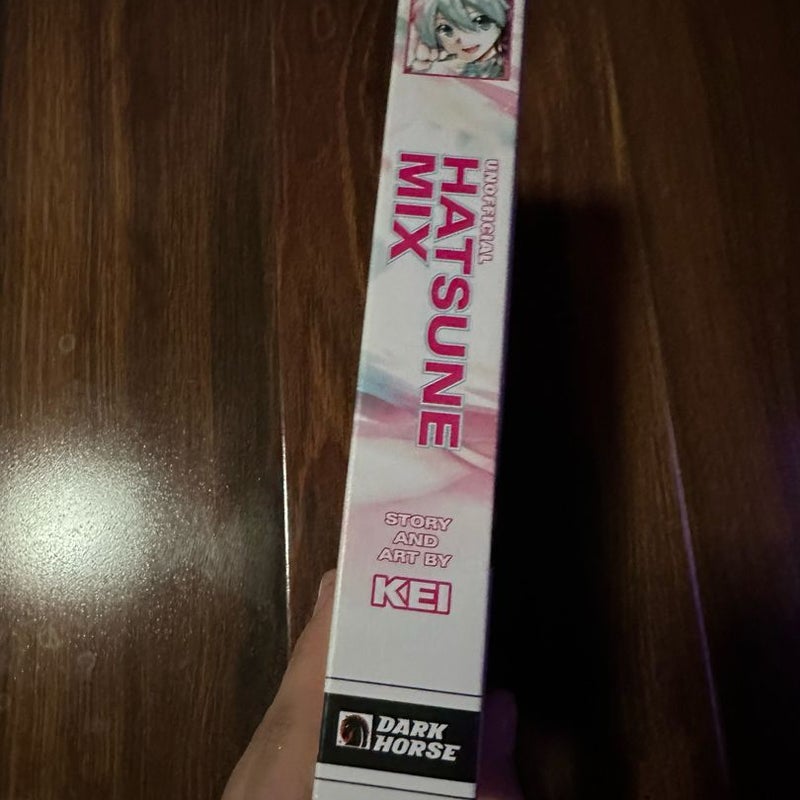 UNOFFICIAL
HATSUNE
MIX
STORY
AND
ART BY
KEI
DARK
HORSE